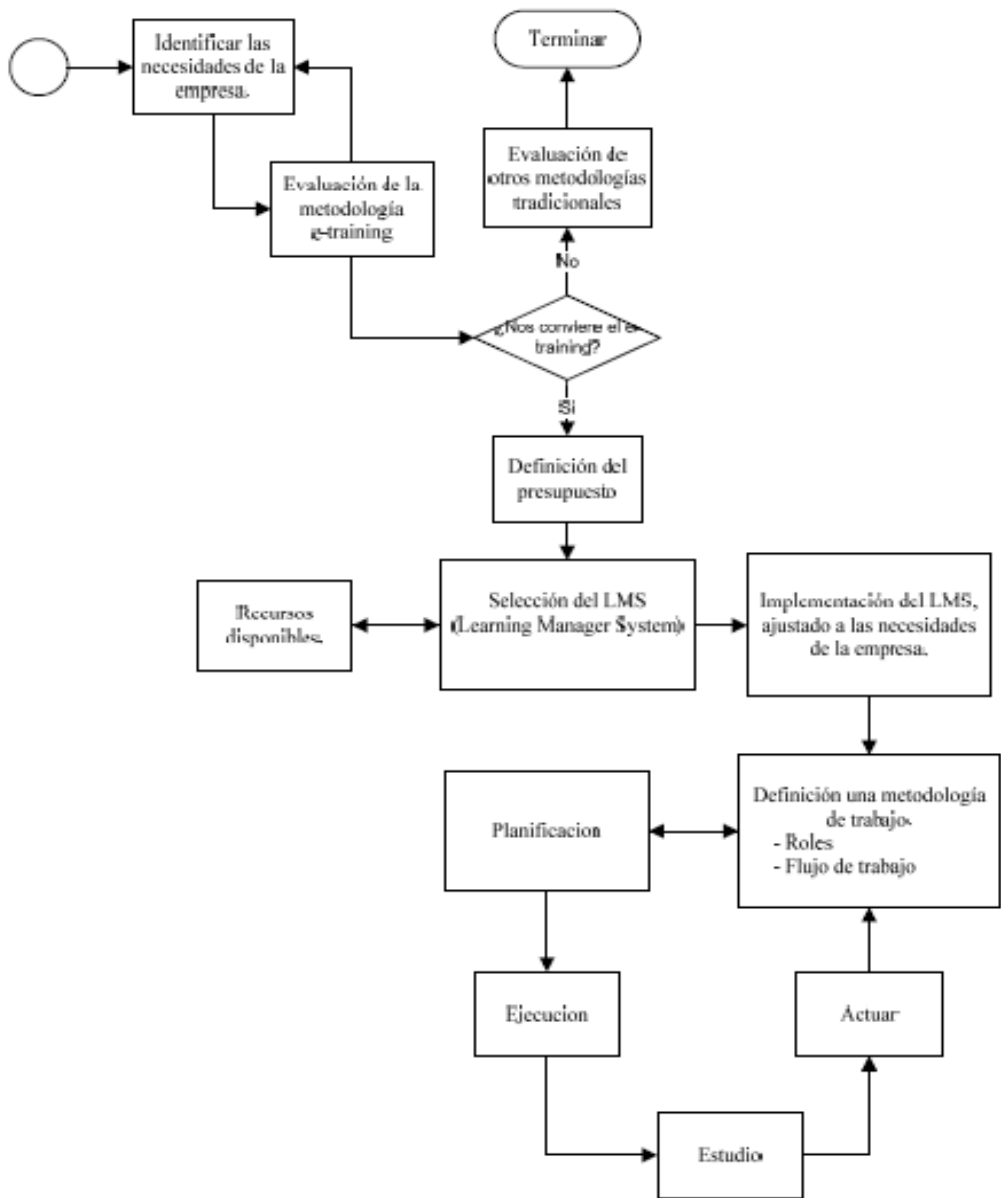 Identificar las
necesidades de la
empresa.
Terminar
Evaluación de la
metodología
e-training
Evaluación de
otros metodologías
tradicionales
No
¿Nos conviene el e-
training?
Si
Definición del
presupuesto
Recursos
disponibles.
Selección del LMS
(Learning Manager System)
Implementación del LMS,
ajustado a las necesidades
de la empresa.
Planificacion
Definición una metodología
de trabajo.
- Roles
- Flujo de trabajo
Ejecucion
Actuar
Estudio